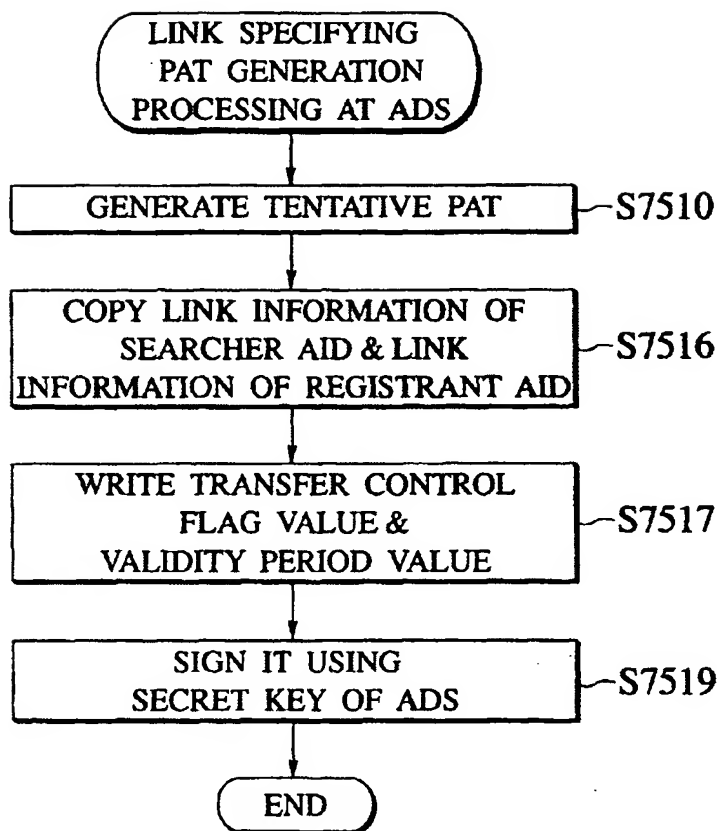 LINK SPECIFYING
PAT GENERATION
PROCESSING AT ADS
GENERATE TENTATIVE PAT
S7510
COPY LINK INFORMATION OF
SEARCHER AID & LINK
INFORMATION OF REGISTRANT AID
S7516
WRITE TRANSFER CONTROL
FLAG VALUE &
VALIDITY PERIOD VALUE
S7517
SIGN IT USING
SECRET KEY OF ADS
S7519
END